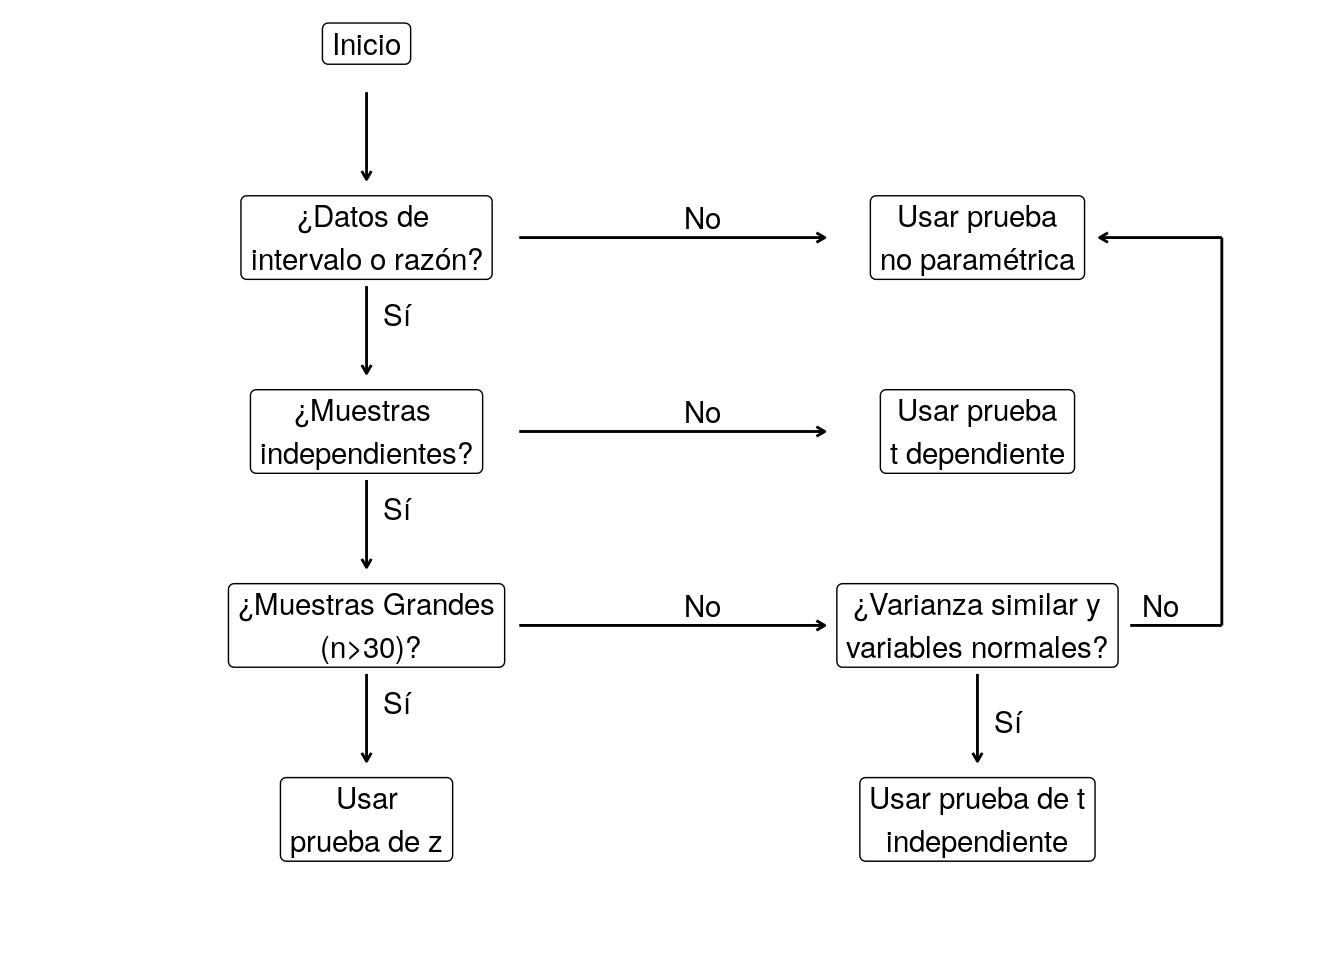 Inicio
¿Datos de
intervalo o razón?
No
Usar prueba
no paramétrica
Sí
¿Muestras
independientes?
No
Usar prueba
t dependiente
Sí
¿Muestras Grandes
(n>30)?
No
¿Varianza similar y
variables normales?
No
Sí
Sí
Usar
prueba de z
Usar prueba de t
independiente